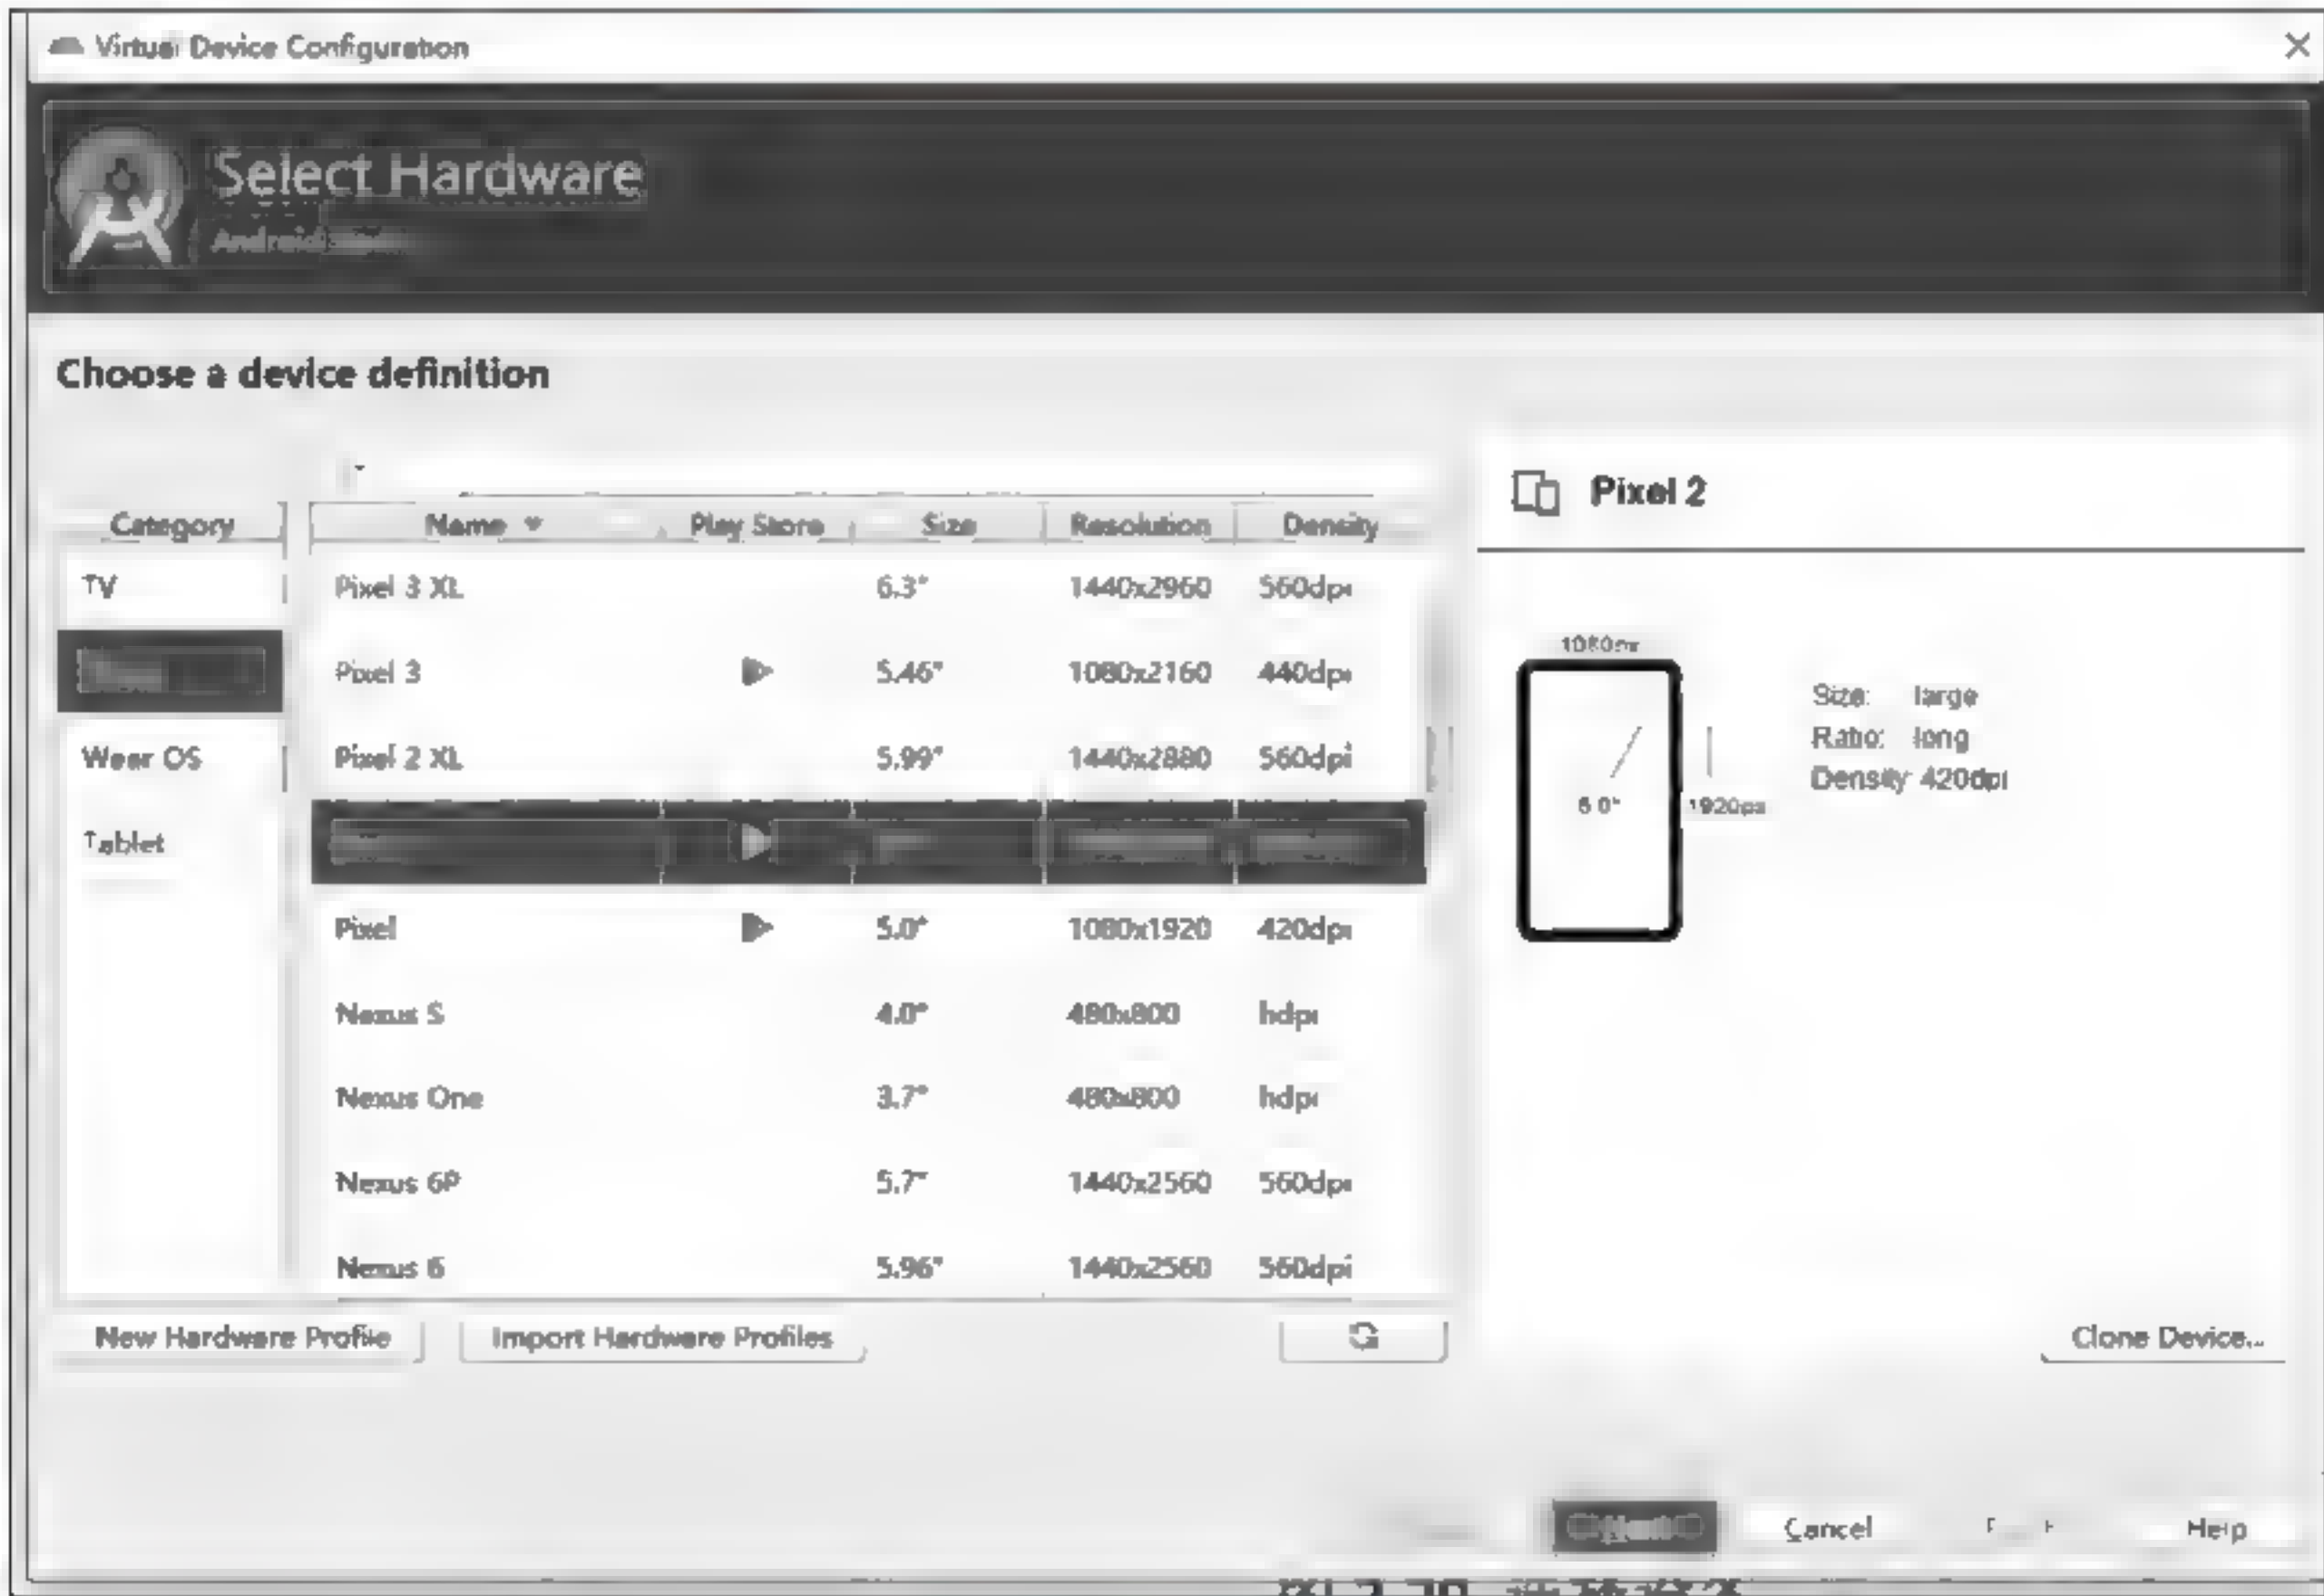 Virtual Device Configuration
Select Hardware
Android
Choose a device definition
Category
Name Play Store Size Resolution Density
TV
Wear OS
Tablet
Pixel 3 XL 6.3" 1440x2960 560dpi
Pixel 3 5.46" 1080x2160 440dpi
Pixel 2 XL 5.99" 1440x2880 560dpi
Pixel 5.0" 1080x1920 420dpi
Nexus S 4.0" 480x800 hdpi
Nexus One 3.7" 480x800 hdpi
Nexus 6P 5.7" 1440x2560 560dpi
Nexus 6 5.96" 1440x2560 560dpi
New Hardware Profile Import Hardware Profiles
Pixel 2
1080px
5.0"
1920px
Size: large
Ratio: long
Density: 420dpi
Clone Device...
Next Cancel Help